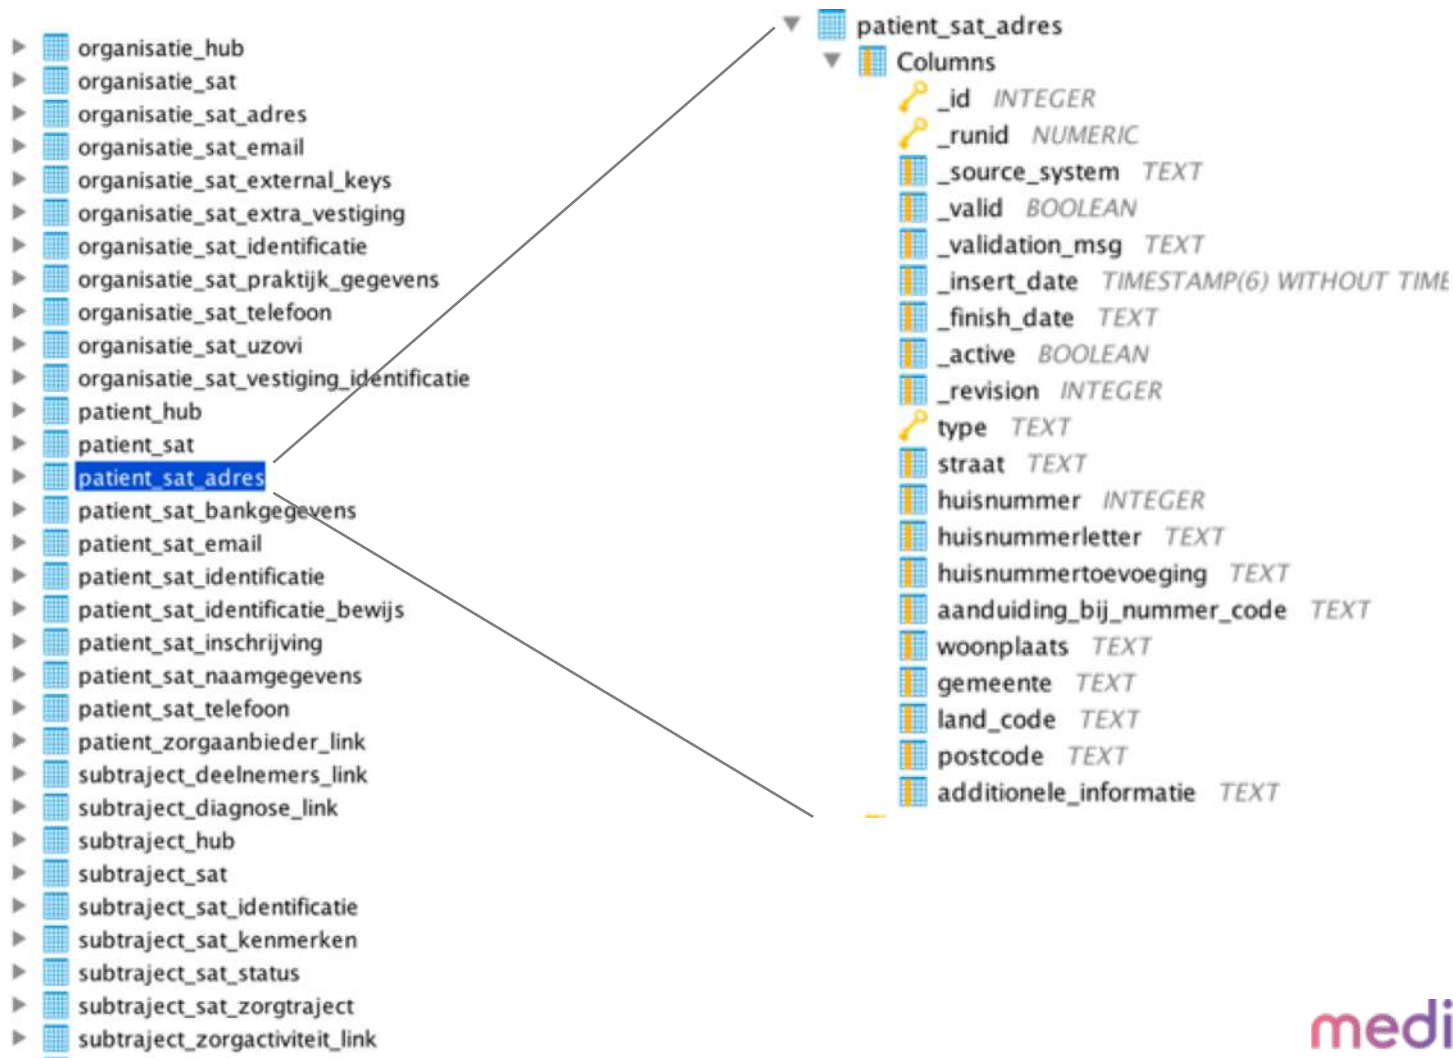 organisatie_hub
organisatie_sat
organisatie_sat_adres
organisatie_sat_email
organisatie_sat_external_keys
organisatie_sat_extra_vestiging
organisatie_sat_identificatie
organisatie_sat_praktijk_gegevens
organisatie_sat_telefoon
organisatie_sat_uzovi
organisatie_sat_vestiging_identificatie
patient_hub
patient_sat
patient_sat_adres
patient_sat_bankgegevens
patient_sat_email
patient_sat_identificatie
patient_sat_identificatie_bewijs
patient_sat_inschrijving
patient_sat_naamgegevens
patient_sat_telefoon
patient_zorgaanbieder_link
subtraject_deelnemers_link
subtraject_diagnose_link
subtraject_hub
subtraject_sat
subtraject_sat_identificatie
subtraject_sat_kenmerken
subtraject_sat_status
subtraject_sat_zorgtraject
subtraject_zorgactiviteit_link
patient_sat_adres
Columns
_id INTEGER
_runid NUMERIC
_source_system TEXT
_valid BOOLEAN
_validation_msg TEXT
_insert_date TIMESTAMP(6) WITHOUT TIME
_finish_date TEXT
_active BOOLEAN
_revision INTEGER
type TEXT
straat TEXT
huisnummer INTEGER
huisnummerletter TEXT
huisnummertoevoeging TEXT
aanduiding_bij_nummer_code TEXT
woonplaats TEXT
gemeente TEXT
land_code TEXT
postcode TEXT
additionele_informatie TEXT
medi